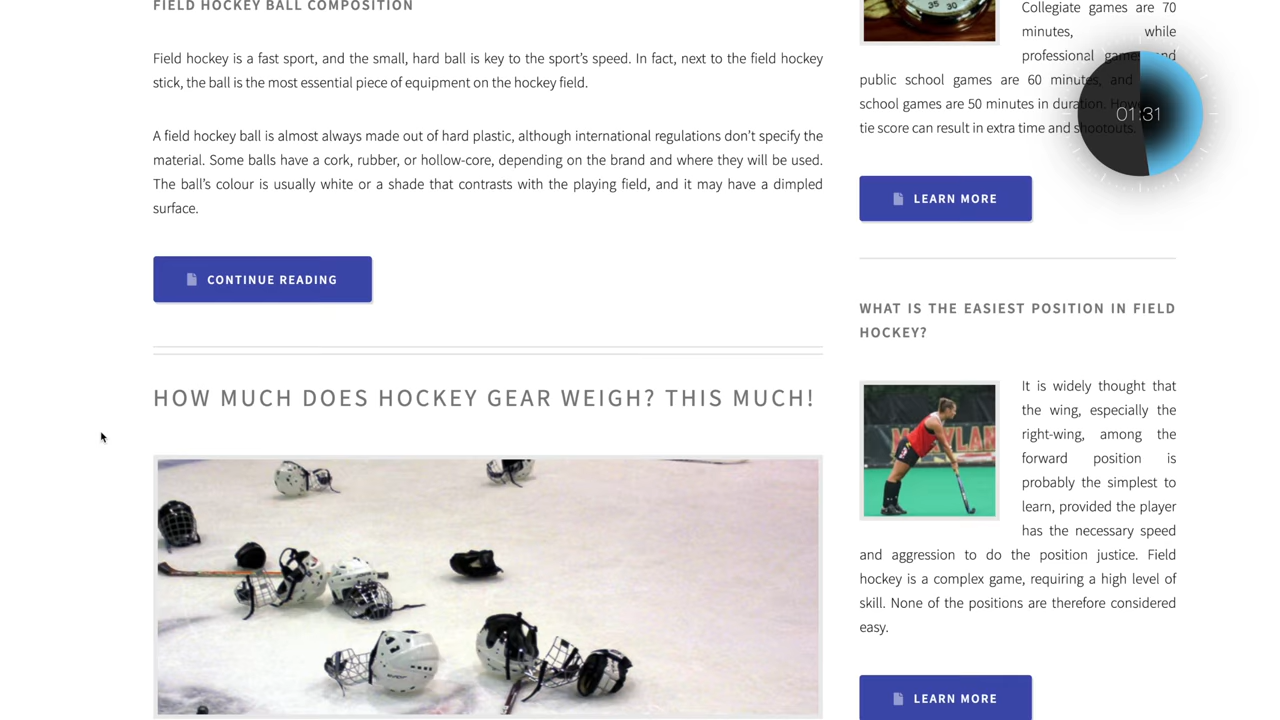 FIELD HOCKEY BALL COMPOSITION
Field hockey is a fast sport, and the small, hard ball is key to the sport's speed. In fact, next to the field hockey
stick, the ball is the most essential piece of equipment on the hockey field.
A field hockey ball is almost always made out of hard plastic, although international regulations don't specify the
material. Some balls have a cork, rubber, or hollow-core, depending on the brand and where they will be used.
The ball's colour is usually white or a shade that contrasts with the playing field, and it may have a dimpled
surface.
CONTINUE READING
HOW MUCH DOES HOCKEY GEAR WEIGH? THIS MUCH!
35 30
Collegiate games are 70
minutes, while
professional games and
public school games are 60 minutes, and
school games are 50 minutes in duration. However
tie score can result in extra time and shootouts.
01:31
LEARN MORE
WHAT IS THE EASIEST POSITION IN FIELD
HOCKEY?
MARYLAN
It is widely thought that
the wing, especially the
right-wing, among the
forward position is
probably the simplest to
learn, provided the player
has the necessary speed
and aggression to do the position justice. Field
hockey is a complex game, requiring a high level of
skill. None of the positions are therefore considered
easy.
LEARN MORE